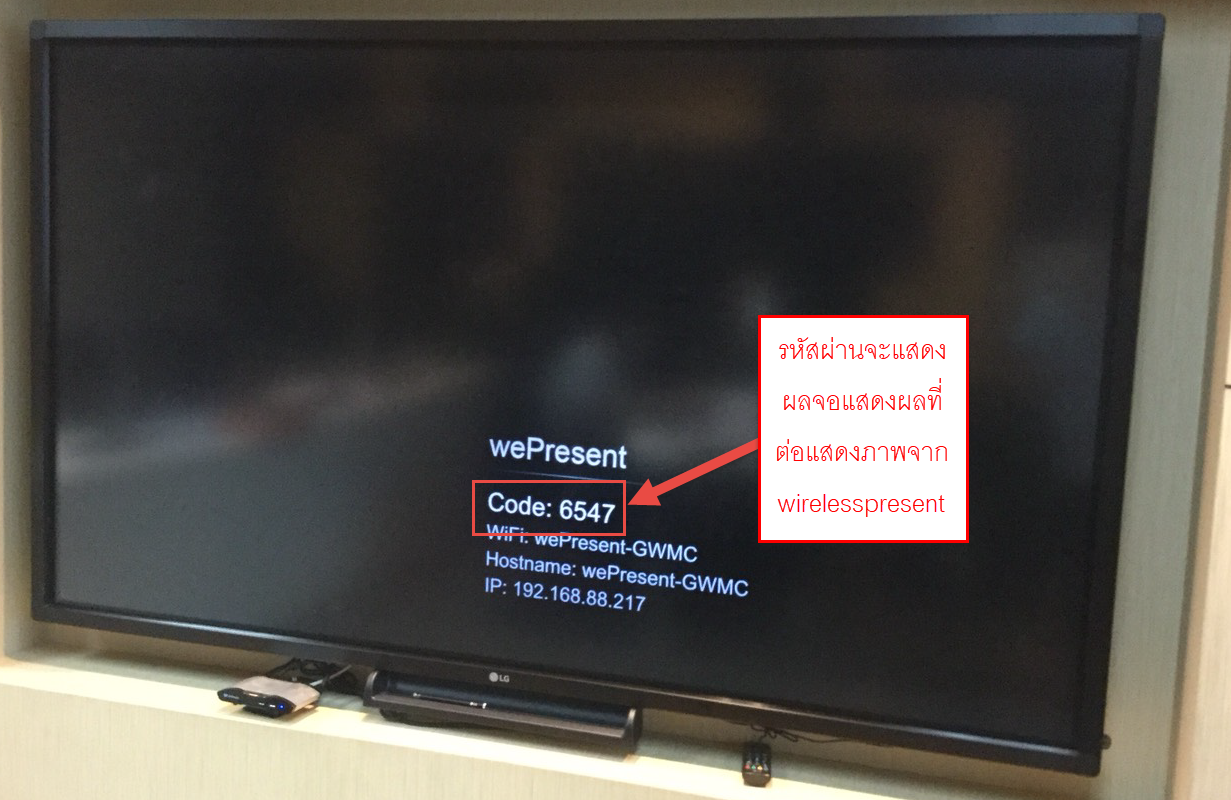 wePresent
Code: 6547
WiFi: wePresent-GWMC
Hostname: wePresent-GWMC
IP: 192.168.88.217
รหัสผ่านจะแสดง
ผลจอแสดงผลที่
ต่อแสดงภาพจาก
wirelesspresent
LG